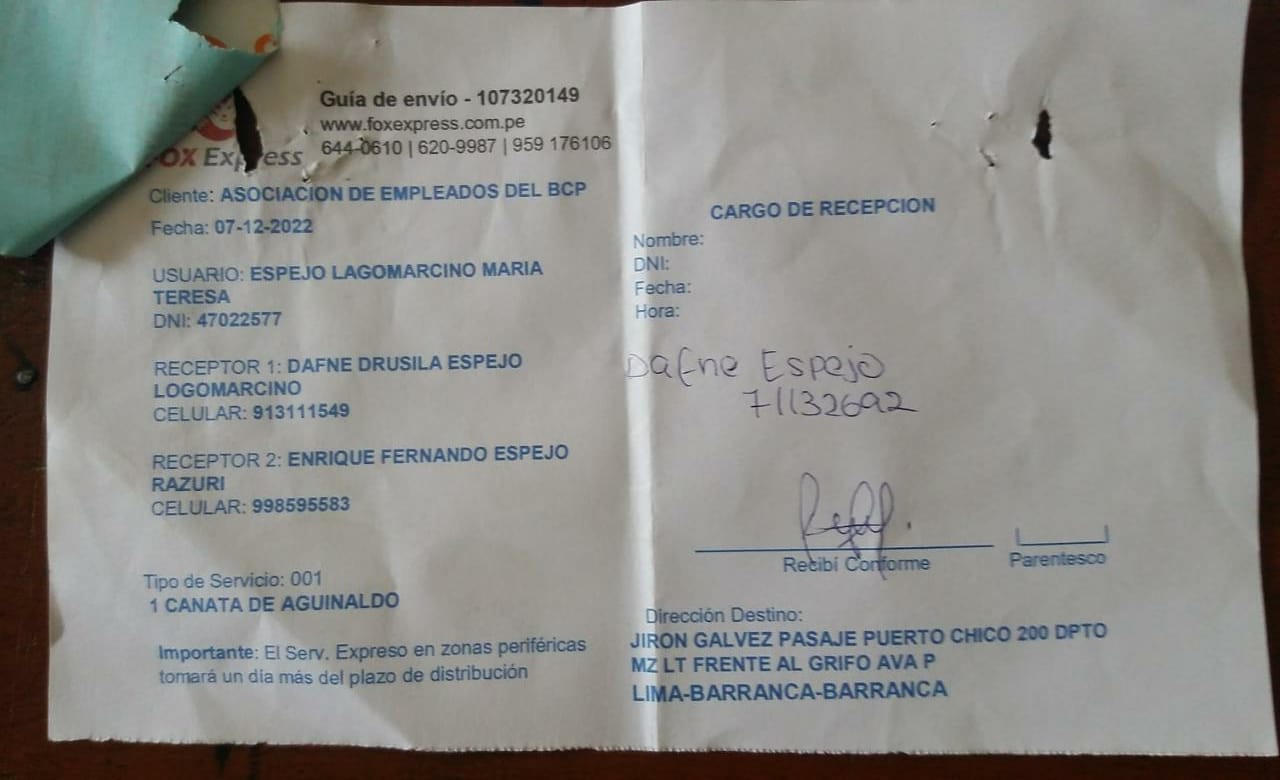 Guía de envío - 107320149
www.foxexpress.com.pe
644-0610 | 620-9987 | 959 176106
FOX Express
Cliente: ASOCIACION DE EMPLEADOS DEL BCP
Fecha: 07-12-2022
USUARIO: ESPEJO LAGOMARCINO MARIA
TERESA
DNI: 47022577
RECEPTOR 1: DAFNE DRUSILA ESPEJO
LOGOMARCINO
CELULAR: 913111549
RECEPTOR 2: ENRIQUE FERNANDO ESPEJO
RAZURI
CELULAR: 998595583
Tipo de Servicio: 001
1 CANATA DE AGUINALDO
Importante: El Serv. Expreso en zonas periféricas
tomará un día más del plazo de distribución
CARGO DE RECEPCION
Nombre:
DNI:
Fecha:
Hora:
Dafne Espejo
71132692
Recibí Conforme
Parentesco
Dirección Destino:
JIRON GALVEZ PASAJE PUERTO CHICO 200 DPTO
MZ LT FRENTE AL GRIFO AVA P
LIMA-BARRANCA-BARRANCA